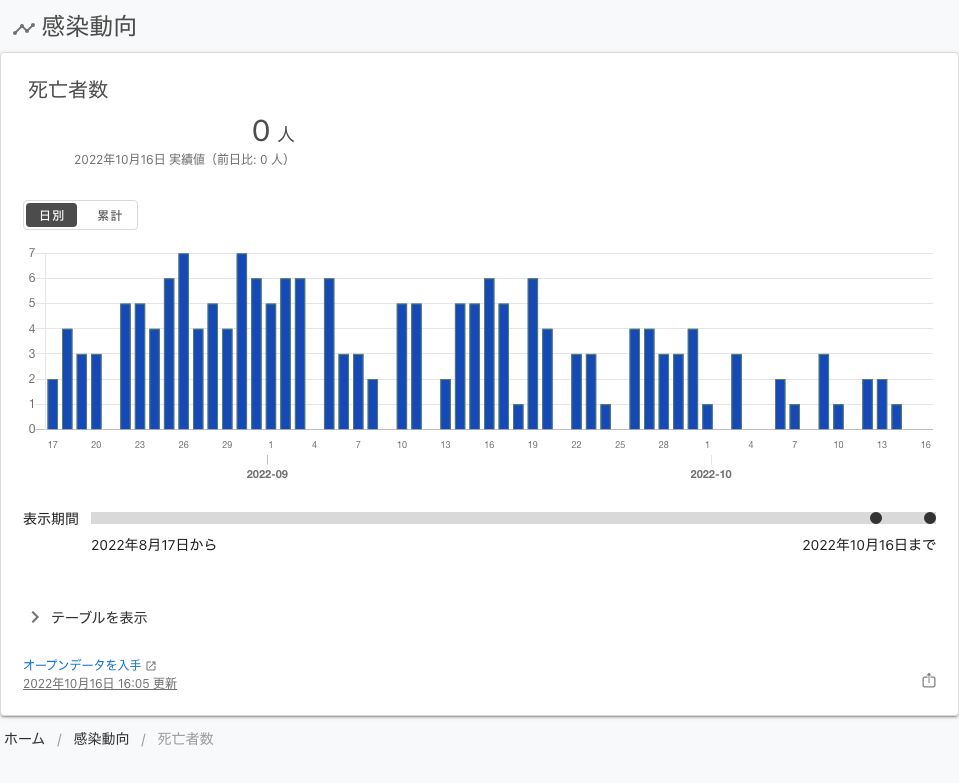 感染動向
死亡者数
0 人
2022年10月16日 実績値（前日比: 0 人）
日別 累計
7
6
5
4
3
2
1
0
17 20 23 26 29 1 4 7 10 13 16 19 22 25 28 1 4 7 10 13 16
2022-09 2022-10
表示期間
2022年8月17日から 2022年10月16日まで
テーブルを表示
オープンデータを入手
2022年10月16日 16:05 更新
ホーム / 感染動向 / 死亡者数